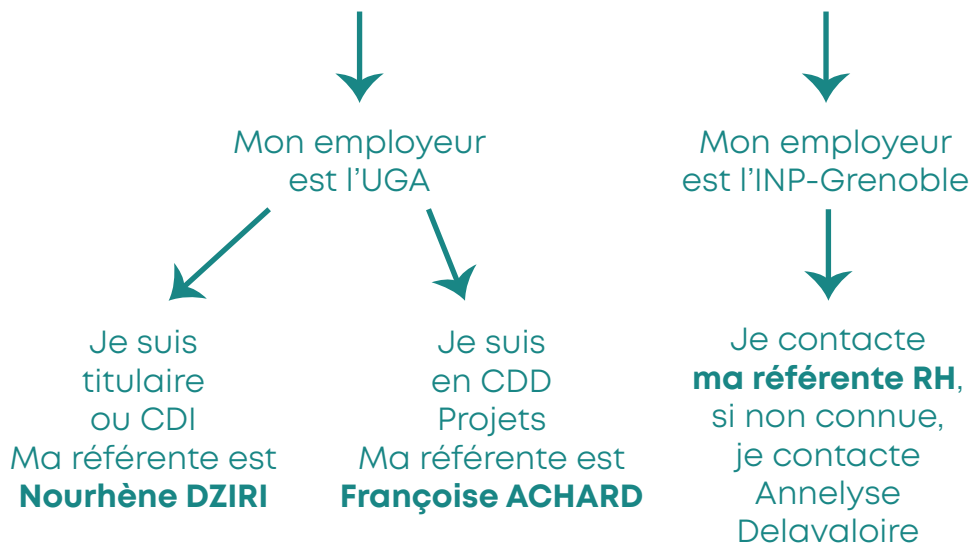 Mon employeur
est l'UGA
Mon employeur
est l'INP-Grenoble
Je suis
titulaire
ou CDI
Ma référente est
Nourhène DZIRI
Je suis
en CDD
Projets
Ma référente est
Françoise ACHARD
Je contacte
ma référente RH,
si non connue,
je contacte
Annelyse
Delavaloire